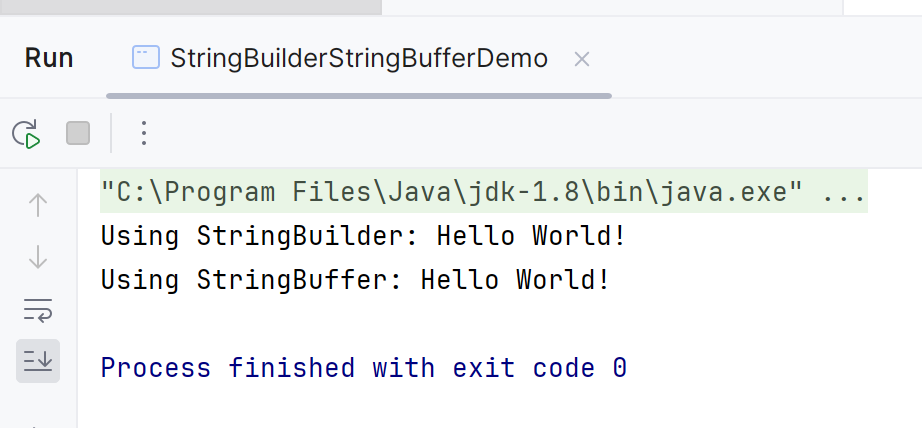 Run
StringBuilderStringBufferDemo
"C:\Program Files\Java\jdk-1.8\bin\java.exe" ...
Using StringBuilder: Hello World!
Using StringBuffer: Hello World!
Process finished with exit code 0